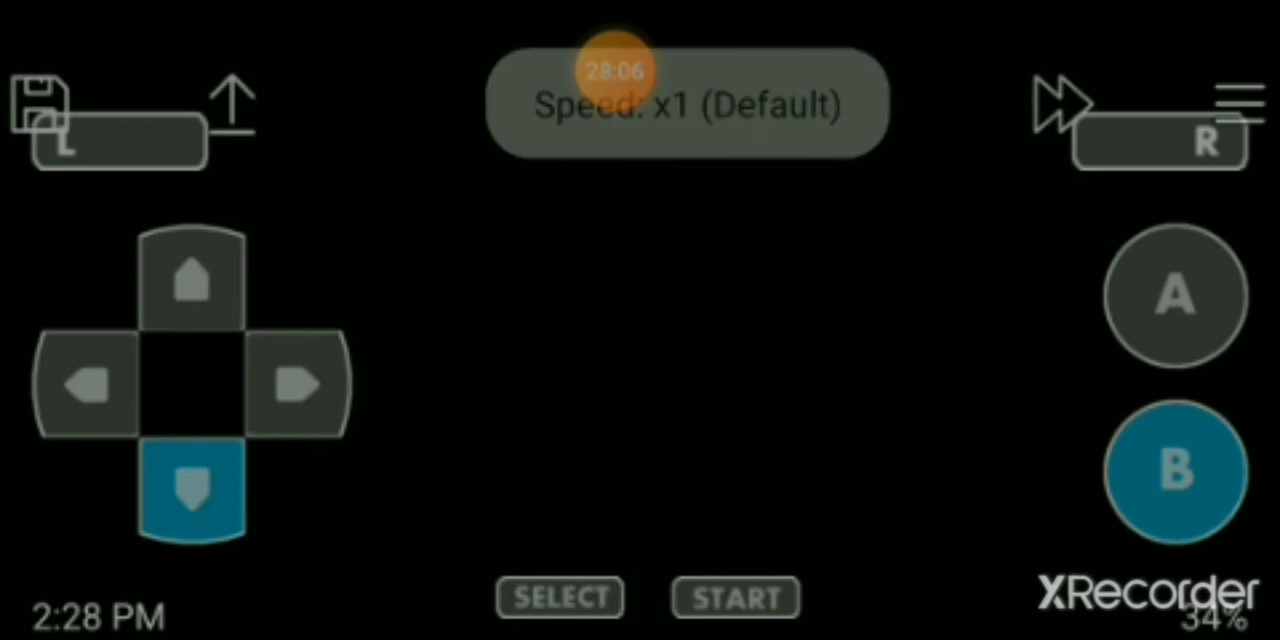 28:06
Speed: x1 (Default)
L
R
A
B
SELECT
START
XRecorder
2:28 PM
34%